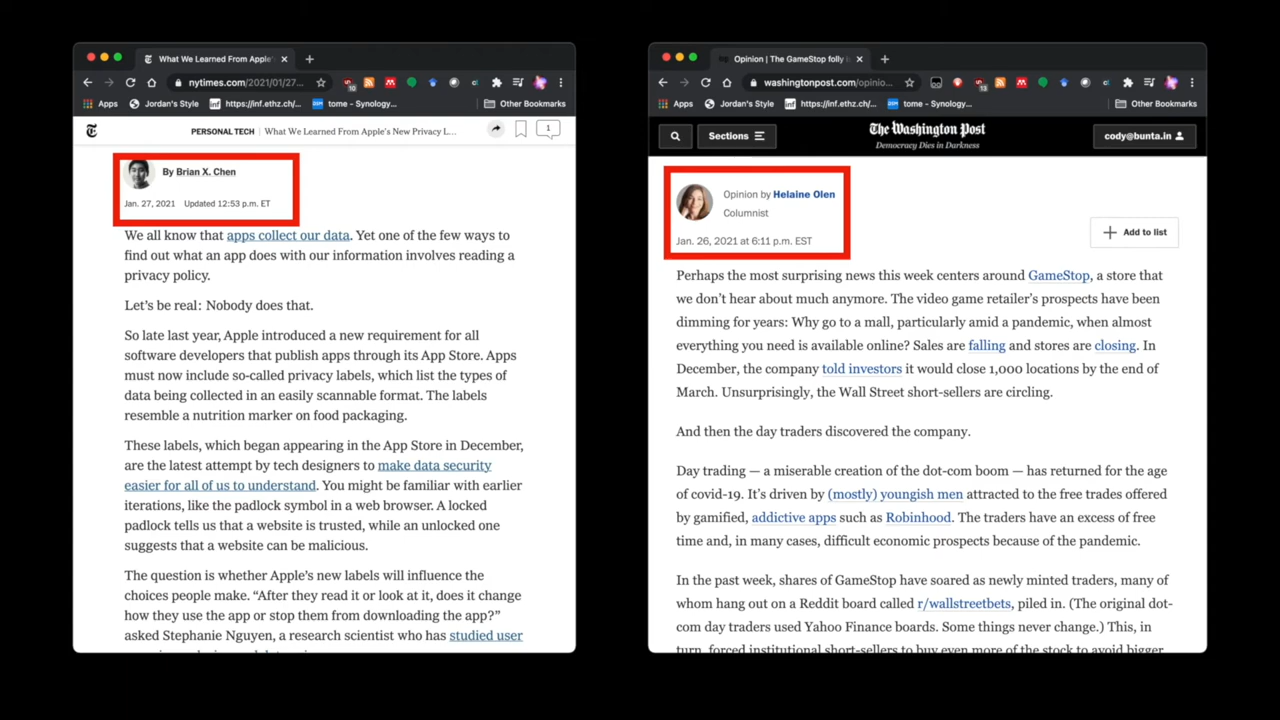 What We Learned From Apple'
nytimes.com/2021/01/27...
10
Apps
Jordan's Style
https://inf.ethz.ch/
tome – Synology...
Other Bookmarks
PERSONAL TECH | What We Learned From Apple's New Privacy L...
1
By Brian X. Chen
Jan. 27, 2021 Updated 12:53 p.m. ET
We all know that apps collect our data. Yet one of the few ways to
find out what an app does with our information involves reading a
privacy policy.
Let's be real: Nobody does that.
So late last year, Apple introduced a new requirement for all
software developers that publish apps through its App Store. Apps
must now include so-called privacy labels, which list the types of
data being collected in an easily scannable format. The labels
resemble a nutrition marker on food packaging.
These labels, which began appearing in the App Store in December,
are the latest attempt by tech designers to make data security
easier for all of us to understand. You might be familiar with earlier
iterations, like the padlock symbol in a web browser. A locked
padlock tells us that a website is trusted, while an unlocked one
suggests that a website can be malicious.
The question is whether Apple's new labels will influence the
choices people make. “After they read it or look at it, does it change
how they use the app or stop them from downloading the app?”
asked Stephanie Nguyen, a research scientist who has studied user
Opinion | The GameStop folly i
washingtonpost.com/opinio...
13
Apps
Jordan's Style
https://inf.ethz.ch/
tome – Synology...
Other Bookmarks
Sections
The Washington Post
Democracy Dies in Darkness
cody@bunta.in
Opinion by Helaine Olen
Columnist
Jan. 26, 2021 at 6:11 p.m. EST
Add to list
Perhaps the most surprising news this week centers around GameStop, a store that
we don't hear about much anymore. The video game retailer's prospects have been
dimming for years: Why go to a mall, particularly amid a pandemic, when almost
everything you need is available online? Sales are falling and stores are closing. In
December, the company told investors it would close 1,000 locations by the end of
March. Unsurprisingly, the Wall Street short-sellers are circling.
And then the day traders discovered the company.
Day trading — a miserable creation of the dot-com boom — has returned for the age
of covid-19. It's driven by (mostly) youngish men attracted to the free trades offered
by gamified, addictive apps such as Robinhood. The traders have an excess of free
time and, in many cases, difficult economic prospects because of the pandemic.
In the past week, shares of GameStop have soared as newly minted traders, many of
whom hang out on a Reddit board called r/wallstreetbets, piled in. (The original dot-
com day traders used Yahoo Finance boards. Some things never change.) This, in
turn, forced institutional short-sellers to buy even more of the stock to avoid bigger